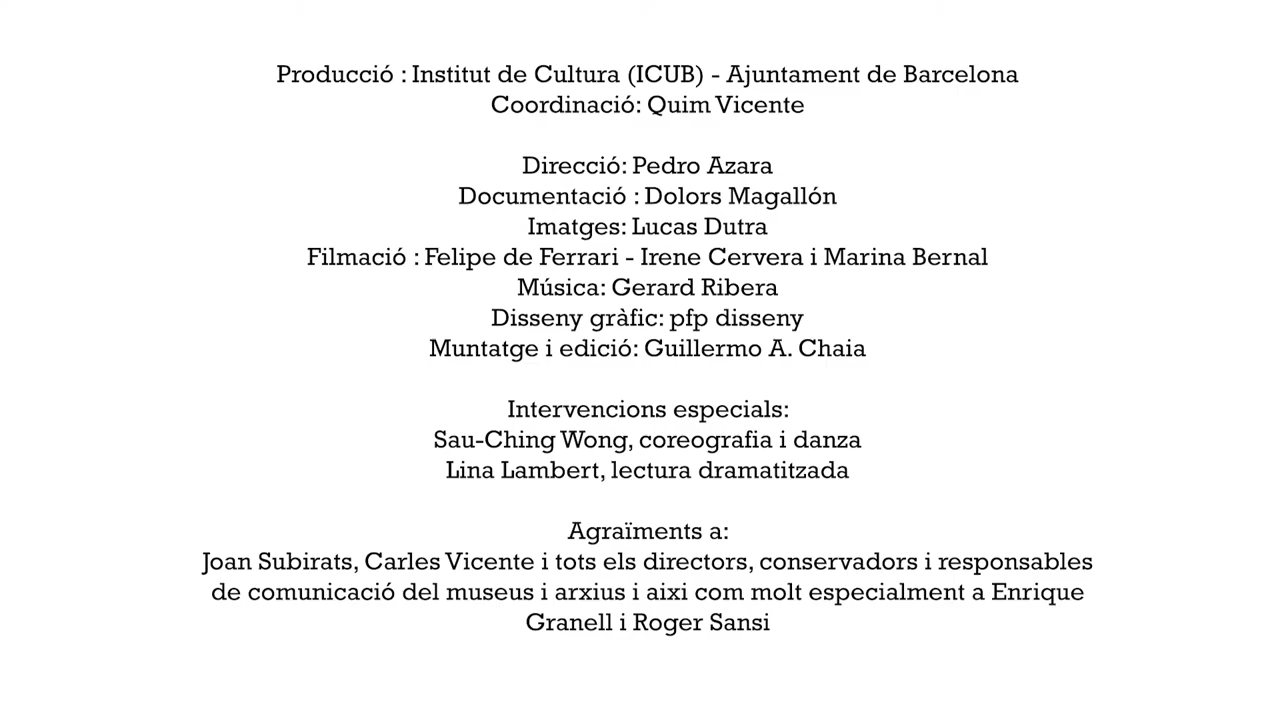 Producció : Institut de Cultura (ICUB) - Ajuntament de Barcelona
Coordinació: Quim Vicente
Direcció: Pedro Azara
Documentació : Dolors Magallón
Imatges: Lucas Dutra
Filmació : Felipe de Ferrari - Irene Cervera i Marina Bernal
Música: Gerard Ribera
Disseny gràfic: pfp disseny
Muntatge i edició: Guillermo A. Chaia
Intervencions especials:
Sau-Ching Wong, coreografia i danza
Lina Lambert, lectura dramatitzada
Agraïments a:
Joan Subirats, Carles Vicente i tots els directors, conservadors i responsables
de comunicació del museus i arxius i aixi com molt especialment a Enrique
Granell i Roger Sansi